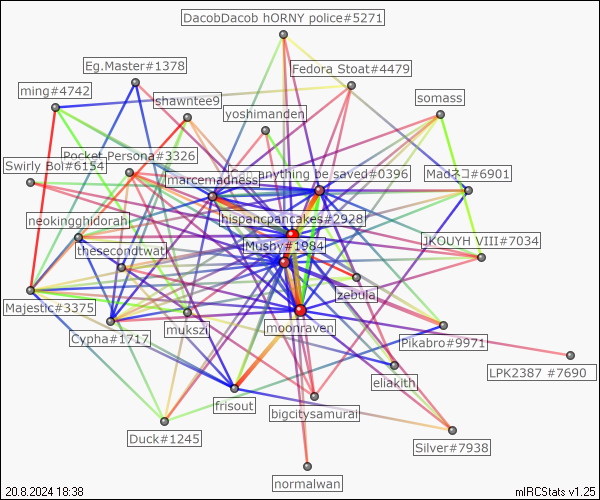 DacobDacob hORNY police#5271
Eg.Master#1378
Fedora Stoat#4479
ming#4742
shawntee9
somass
yoshimanden
Pocket Persona#3326
Swirly Boi#6154
anything be saved#0396
Madネコ#6901
marcemadness
neokingghidorah
hispancpancakes#2928
JKOUYH VIII#7034
Mushy#1984
thesecondtwat
zebula
Majestic#3375
mukszi
moonraven
Cypha#1717
Pikabro#9971
LPK2387 #7690
eliakith
frisout
bigcitysamurai
Duck#1245
Silver#7938
normalwan
20.8.2024 18:38
mIRCStats v1.25